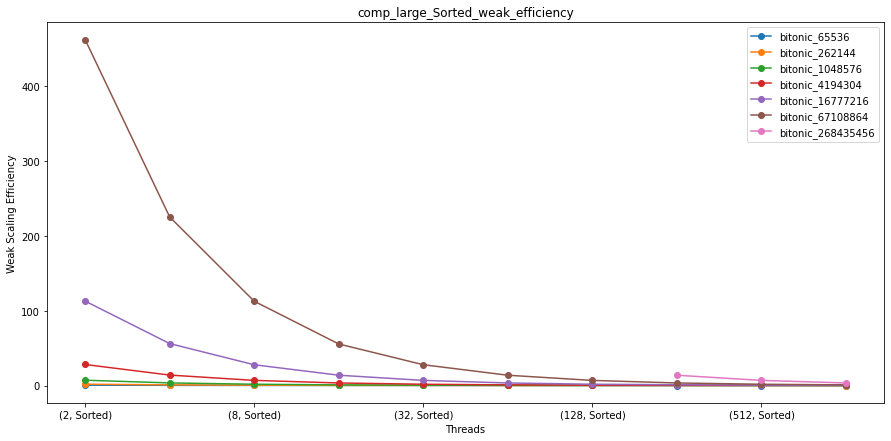 comp_large_Sorted_weak_efficiency
bitonic_65536
bitonic_262144
bitonic_1048576
bitonic_4194304
bitonic_16777216
bitonic_67108864
bitonic_268435456
Weak Scaling Efficiency
400
300
200
100
0
(2, Sorted)
(8, Sorted)
(32, Sorted)
(128, Sorted)
(512, Sorted)
Threads